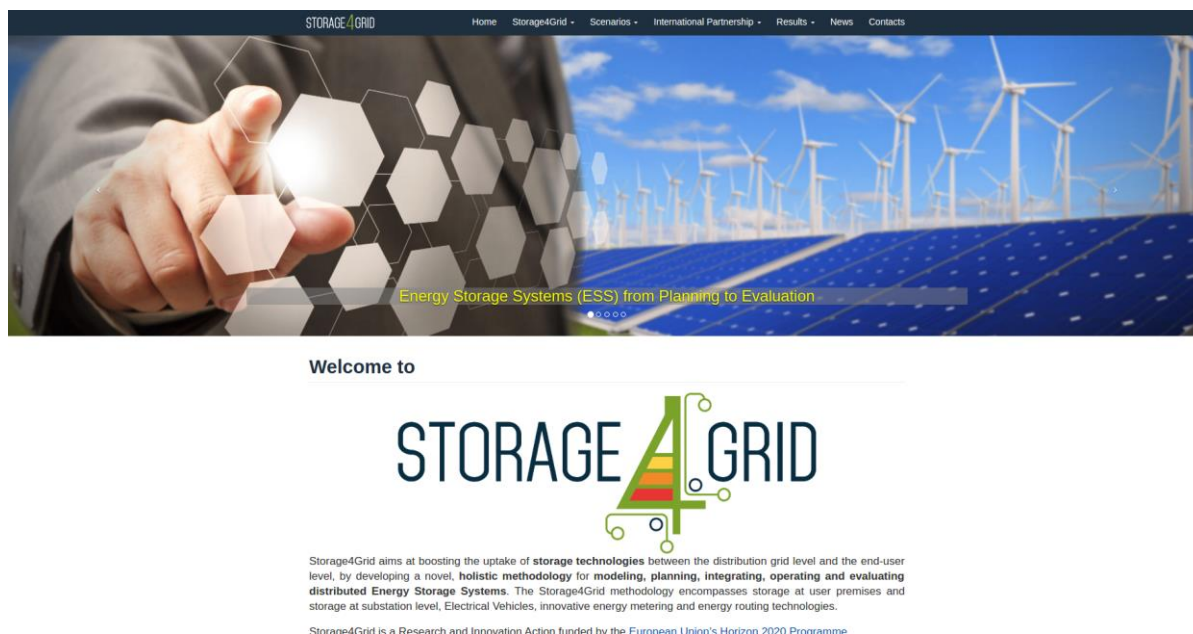 STORAGE4GRID Home Storage4Grid Scenarios International Partnership Results News Contacts
Energy Storage Systems (ESS) from Planning to Evaluation
Welcome to
STORAGE4GRID
Storage4Grid aims at boosting the uptake of storage technologies between the distribution grid level and the end-user
level, by developing a novel, holistic methodology for modeling, planning, integrating, operating and evaluating
distributed Energy Storage Systems. The Storage4Grid methodology encompasses storage at user premises and
storage at substation level, Electrical Vehicles, innovative energy metering and energy routing technologies.
Storage4Grid is a Research and Innovation Action funded by the European Union's Horizon 2020 Programme